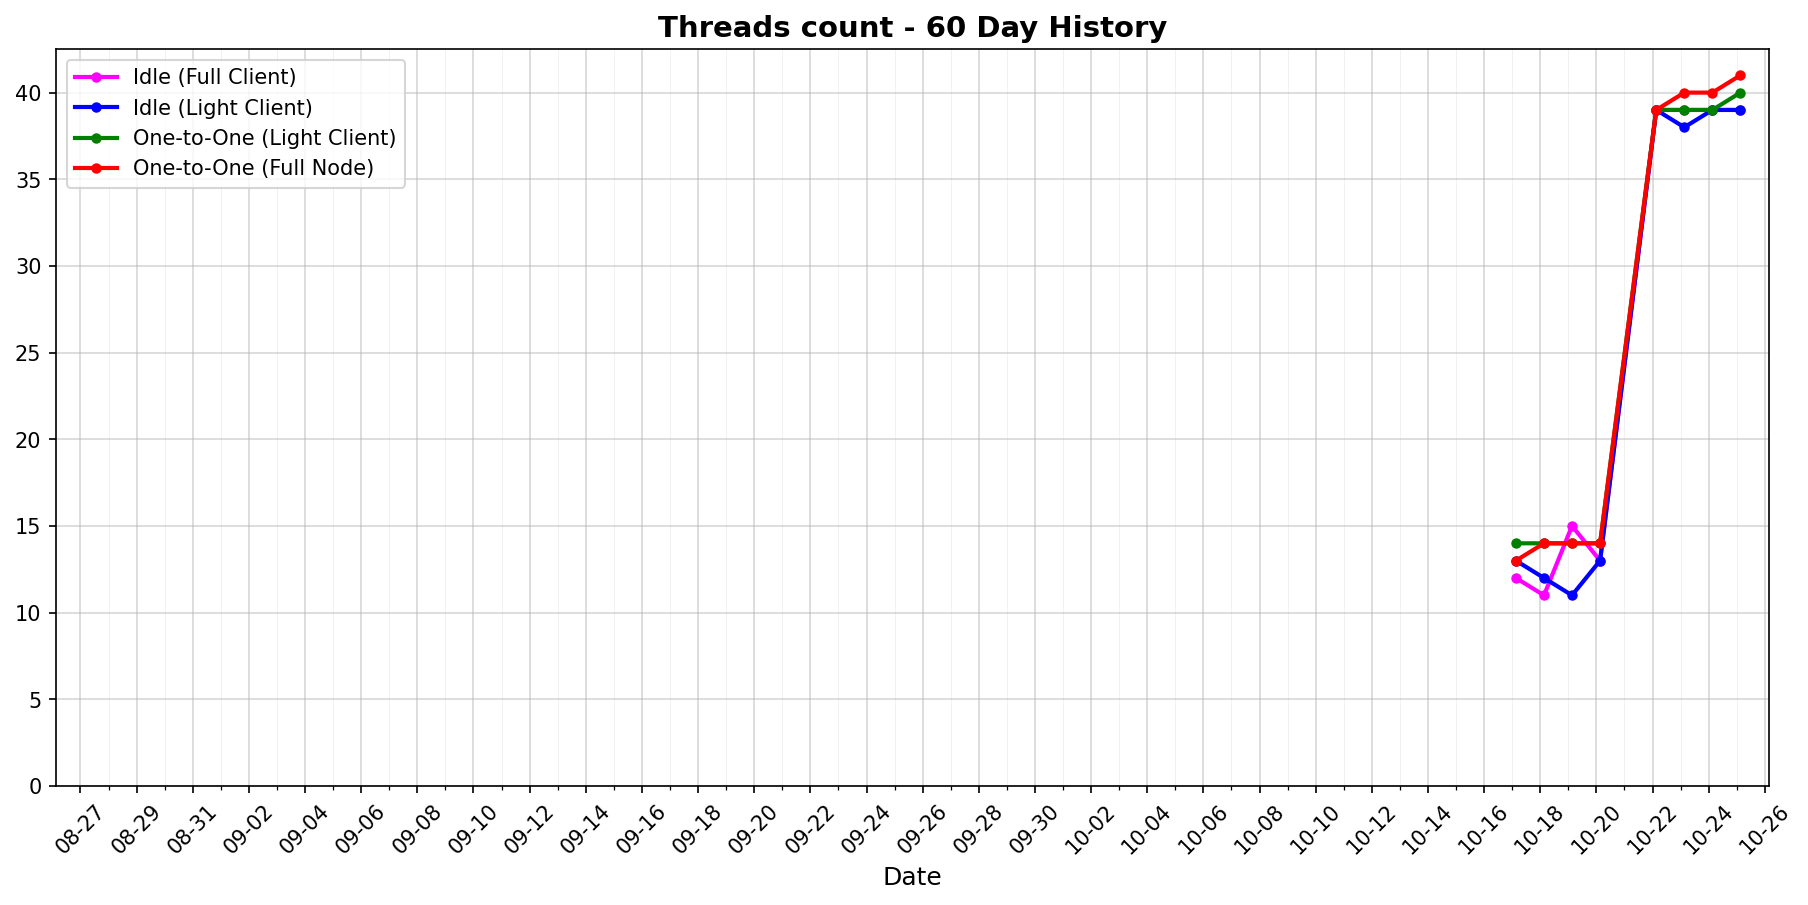 Threads count - 60 Day History
Idle (Full Client)
Idle (Light Client)
One-to-One (Light Client)
One-to-One (Full Node)
40
35
30
25
20
15
10
5
0
08-27 08-29 08-31 09-02 09-04 09-06 09-08 09-10 09-12 09-14 09-16 09-18 09-20 09-22 09-24 09-26 09-28 09-30 10-02 10-04 10-06 10-08 10-10 10-12 10-14 10-16 10-18 10-20 10-22 10-24 10-26
Date